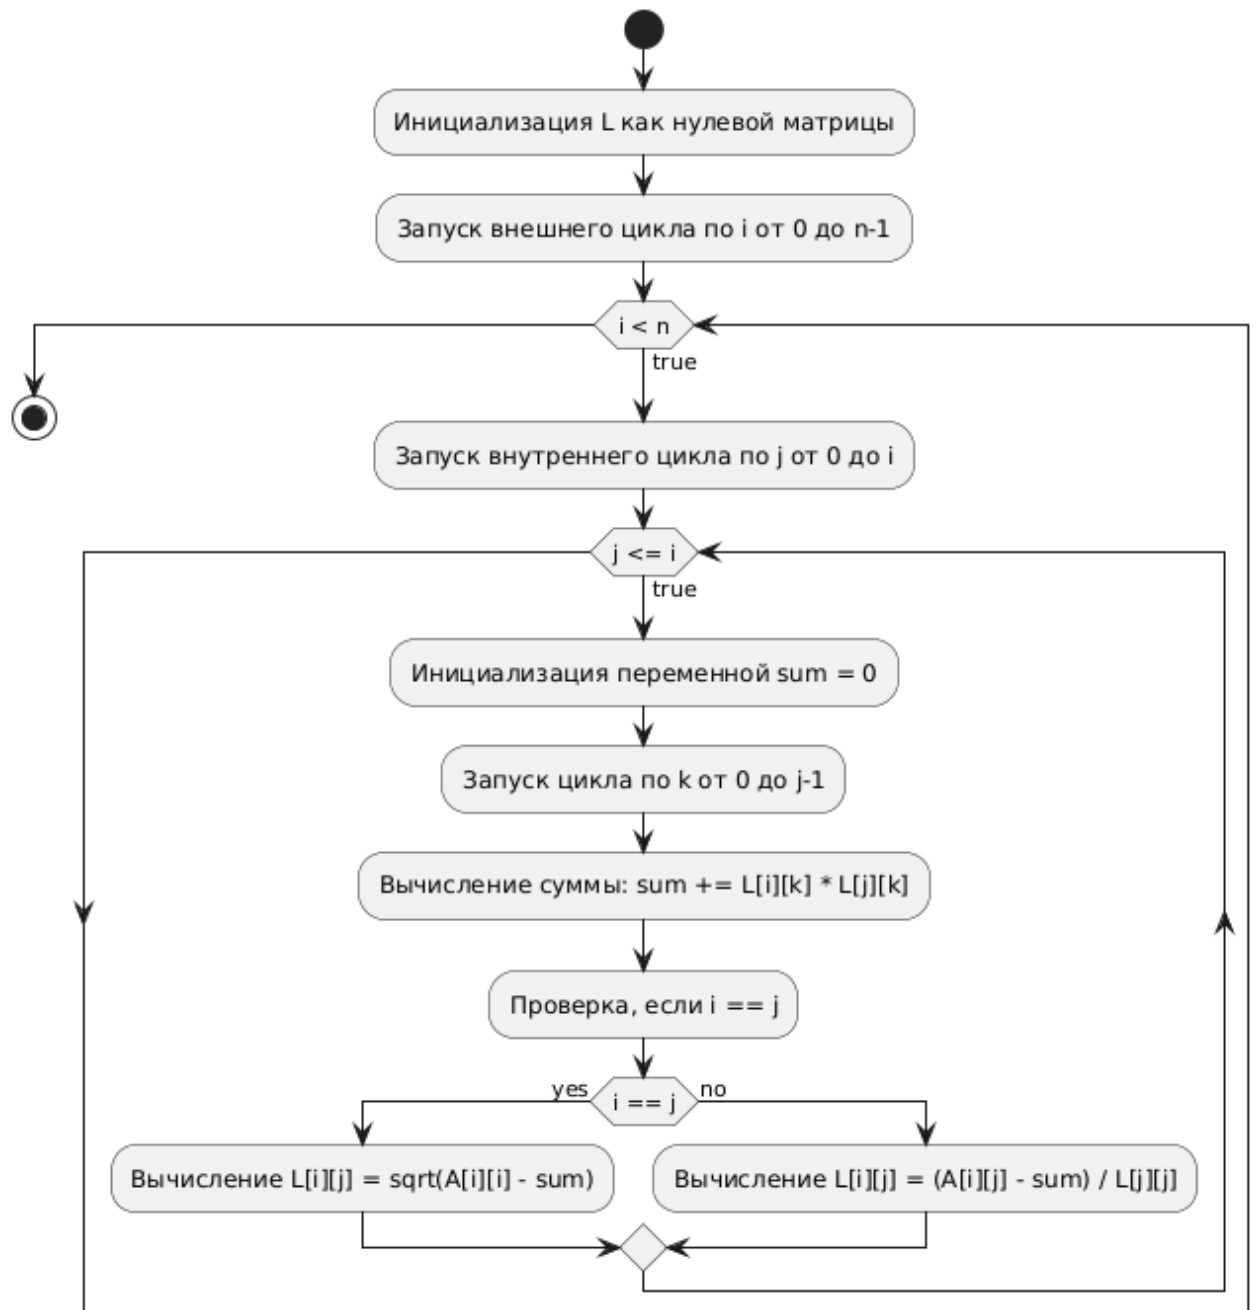 Инициализация L как нулевой матрицы
Запуск внешнего цикла по i от 0 до n-1
i < n
true
Запуск внутреннего цикла по j от 0 до i
j <= i
true
Инициализация переменной sum = 0
Запуск цикла по k от 0 до j-1
Вычисление суммы: sum += L[i][k] * L[j][k]
Проверка, если i == j
yes
i == j
no
Вычисление L[i][j] = sqrt(A[i][i] - sum)
Вычисление L[i][j] = (A[i][j] - sum) / L[j][j]